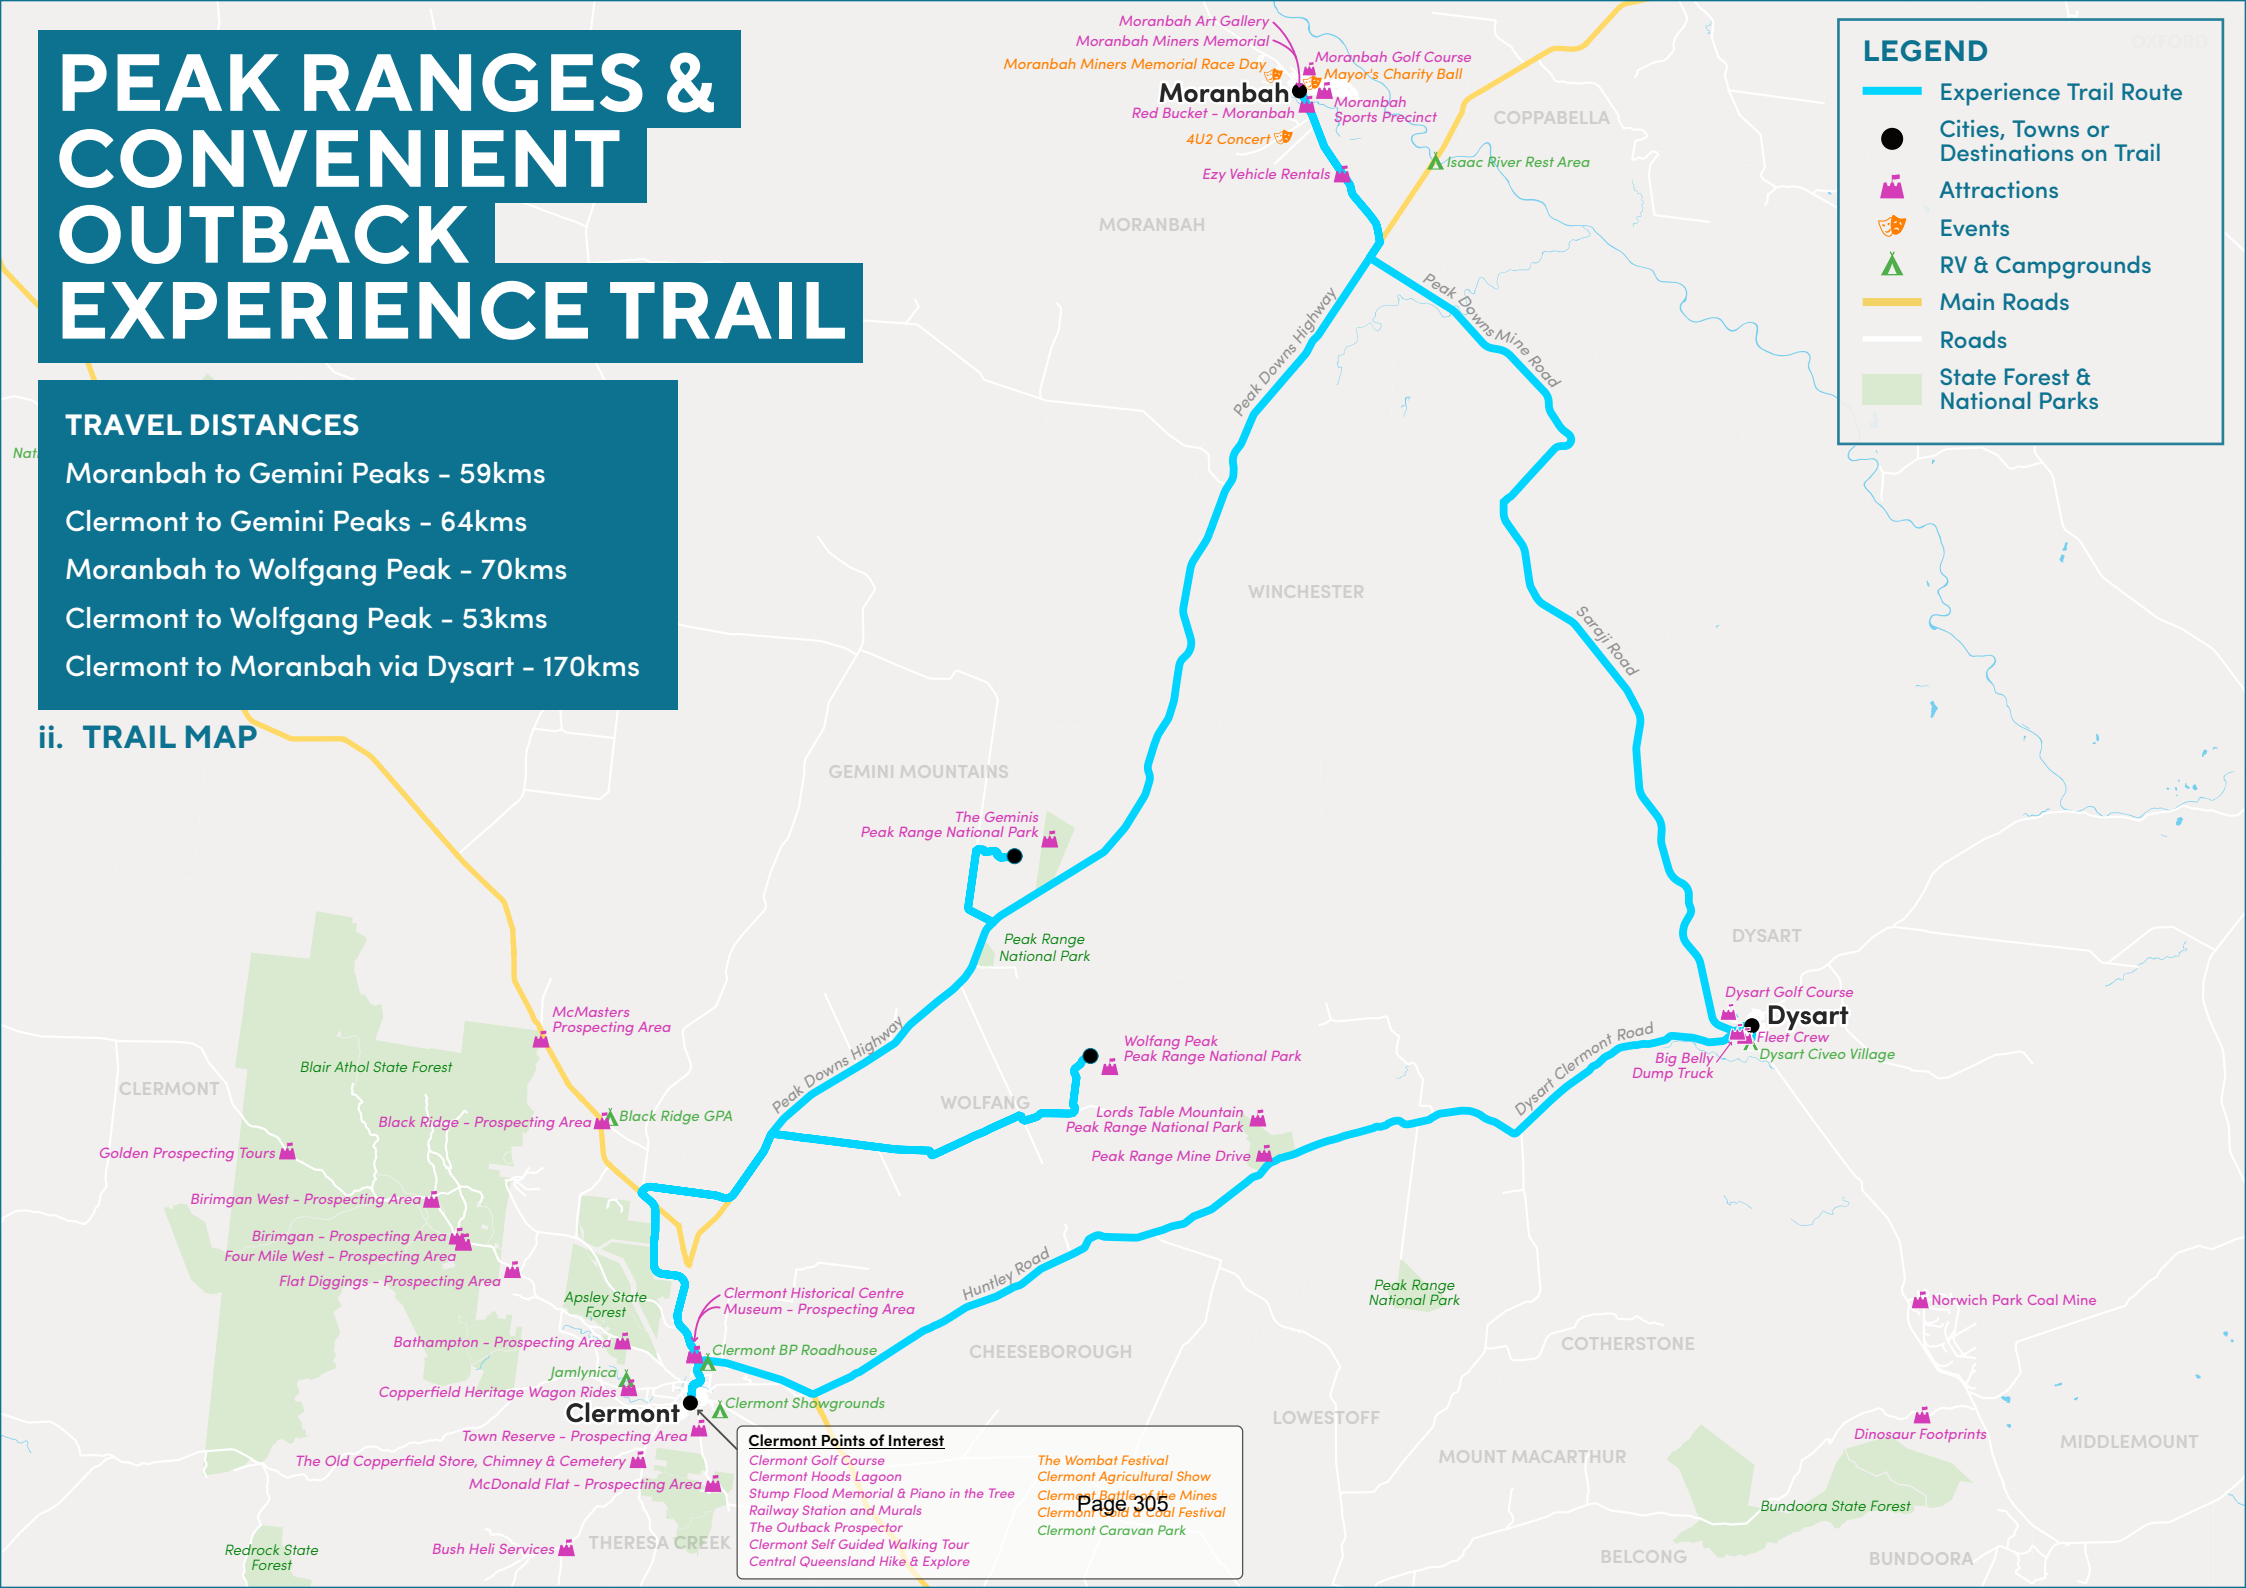 PEAK RANGES &
CONVENIENT
OUTBACK
EXPERIENCE TRAIL
TRAVEL DISTANCES
Moranbah to Gemini Peaks - 59kms
Clermont to Gemini Peaks - 64kms
Moranbah to Wolfgang Peak - 70kms
Clermont to Wolfgang Peak - 53kms
Clermont to Moranbah via Dysart - 170kms
ii. TRAIL MAP
LEGEND
Experience Trail Route
Cities, Towns or
Destinations on Trail
Attractions
Events
RV & Campgrounds
Main Roads
Roads
State Forest &
National Parks
OXFORD
Moranbah Art Gallery
Moranbah Miners Memorial
Moranbah Golf Course
Moranbah Miners Memorial Race Day
Mayor's Charity Ball
Moranbah
Moranbah
Sports Precinct
Red Bucket - Moranbah
4U2 Concert
COPPABELLA
Isaac River Rest Area
Ezy Vehicle Rentals
MORANBAH
Peak Downs Highway
Peak Downs Mine Road
Nati
WINCHESTER
Saraji Road
GEMINI MOUNTAINS
The Geminis
Peak Range National Park
Peak Range
National Park
DYSART
Dysart Golf Course
Dysart
Fleet Crew
Dysart Civeo Village
Big Belly
Dump Truck
Dysart Clermont Road
McMasters
Prospecting Area
Peak Downs Highway
Wolfang Peak
Peak Range National Park
Blair Athol State Forest
CLERMONT
WOLFANG
Lords Table Mountain
Peak Range National Park
Black Ridge GPA
Black Ridge - Prospecting Area
Peak Range Mine Drive
Golden Prospecting Tours
Birimgan West - Prospecting Area
Birimgan - Prospecting Area
Four Mile West - Prospecting Area
Flat Diggings - Prospecting Area
Huntley Road
Apsley State
Forest
Clermont Historical Centre
Museum - Prospecting Area
Peak Range
National Park
Norwich Park Coal Mine
Bathampton - Prospecting Area
Clermont BP Roadhouse
CHEESEBOROUGH
COTHERSTONE
Jamlynica
Copperfield Heritage Wagon Rides
Clermont Showgrounds
Clermont
LOWESTOFF
Dinosaur Footprints
MIDDLEMOUNT
Town Reserve - Prospecting Area
MOUNT MACARTHUR
The Old Copperfield Store, Chimney & Cemetery
McDonald Flat - Prospecting Area
Bundoora State Forest
THERESA CREEK
Bush Heli Services
Redrock State
Forest
BELCONG
BUNDOORA
Clermont Points of Interest
Clermont Golf Course
Clermont Hoods Lagoon
Stump Flood Memorial & Piano in the Tree
Railway Station and Murals
The Outback Prospector
Clermont Self Guided Walking Tour
Central Queensland Hike & Explore
The Wombat Festival
Clermont Agricultural Show
Clermont Battle of the Mines
Clermont Gold & Coal Festival
Clermont Caravan Park
Page 305